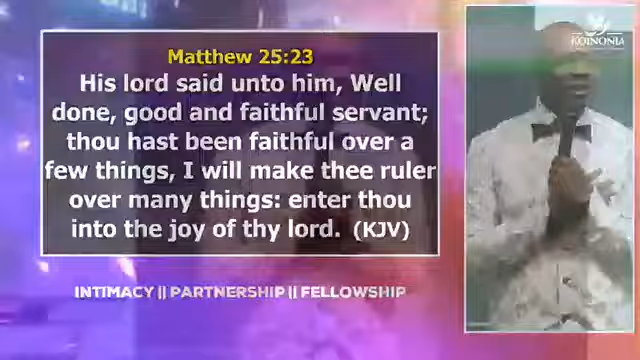 Matthew 25:23
His lord said unto him, Well
done, good and faithful servant;
thou hast been faithful over a
few things, I will make thee ruler
over many things: enter thou
into the joy of thy lord. (KJV)
INTIMACY || PARTNERSHIP || FELLOWSHIP
KOINONIA